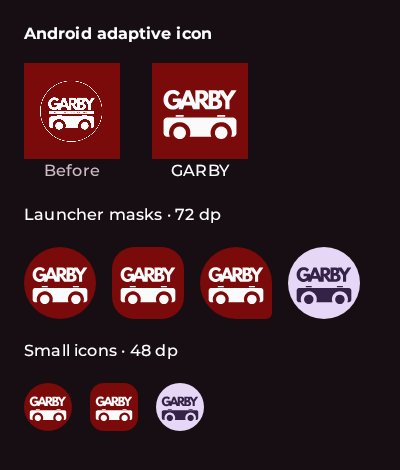 Android adaptive icon
GARBY
GARBY
Before
GARBY
Launcher masks · 72 dp
GARBY
GARBY
GARBY
GARBY
Small icons · 48 dp
GARBY
GARBY
GARBY